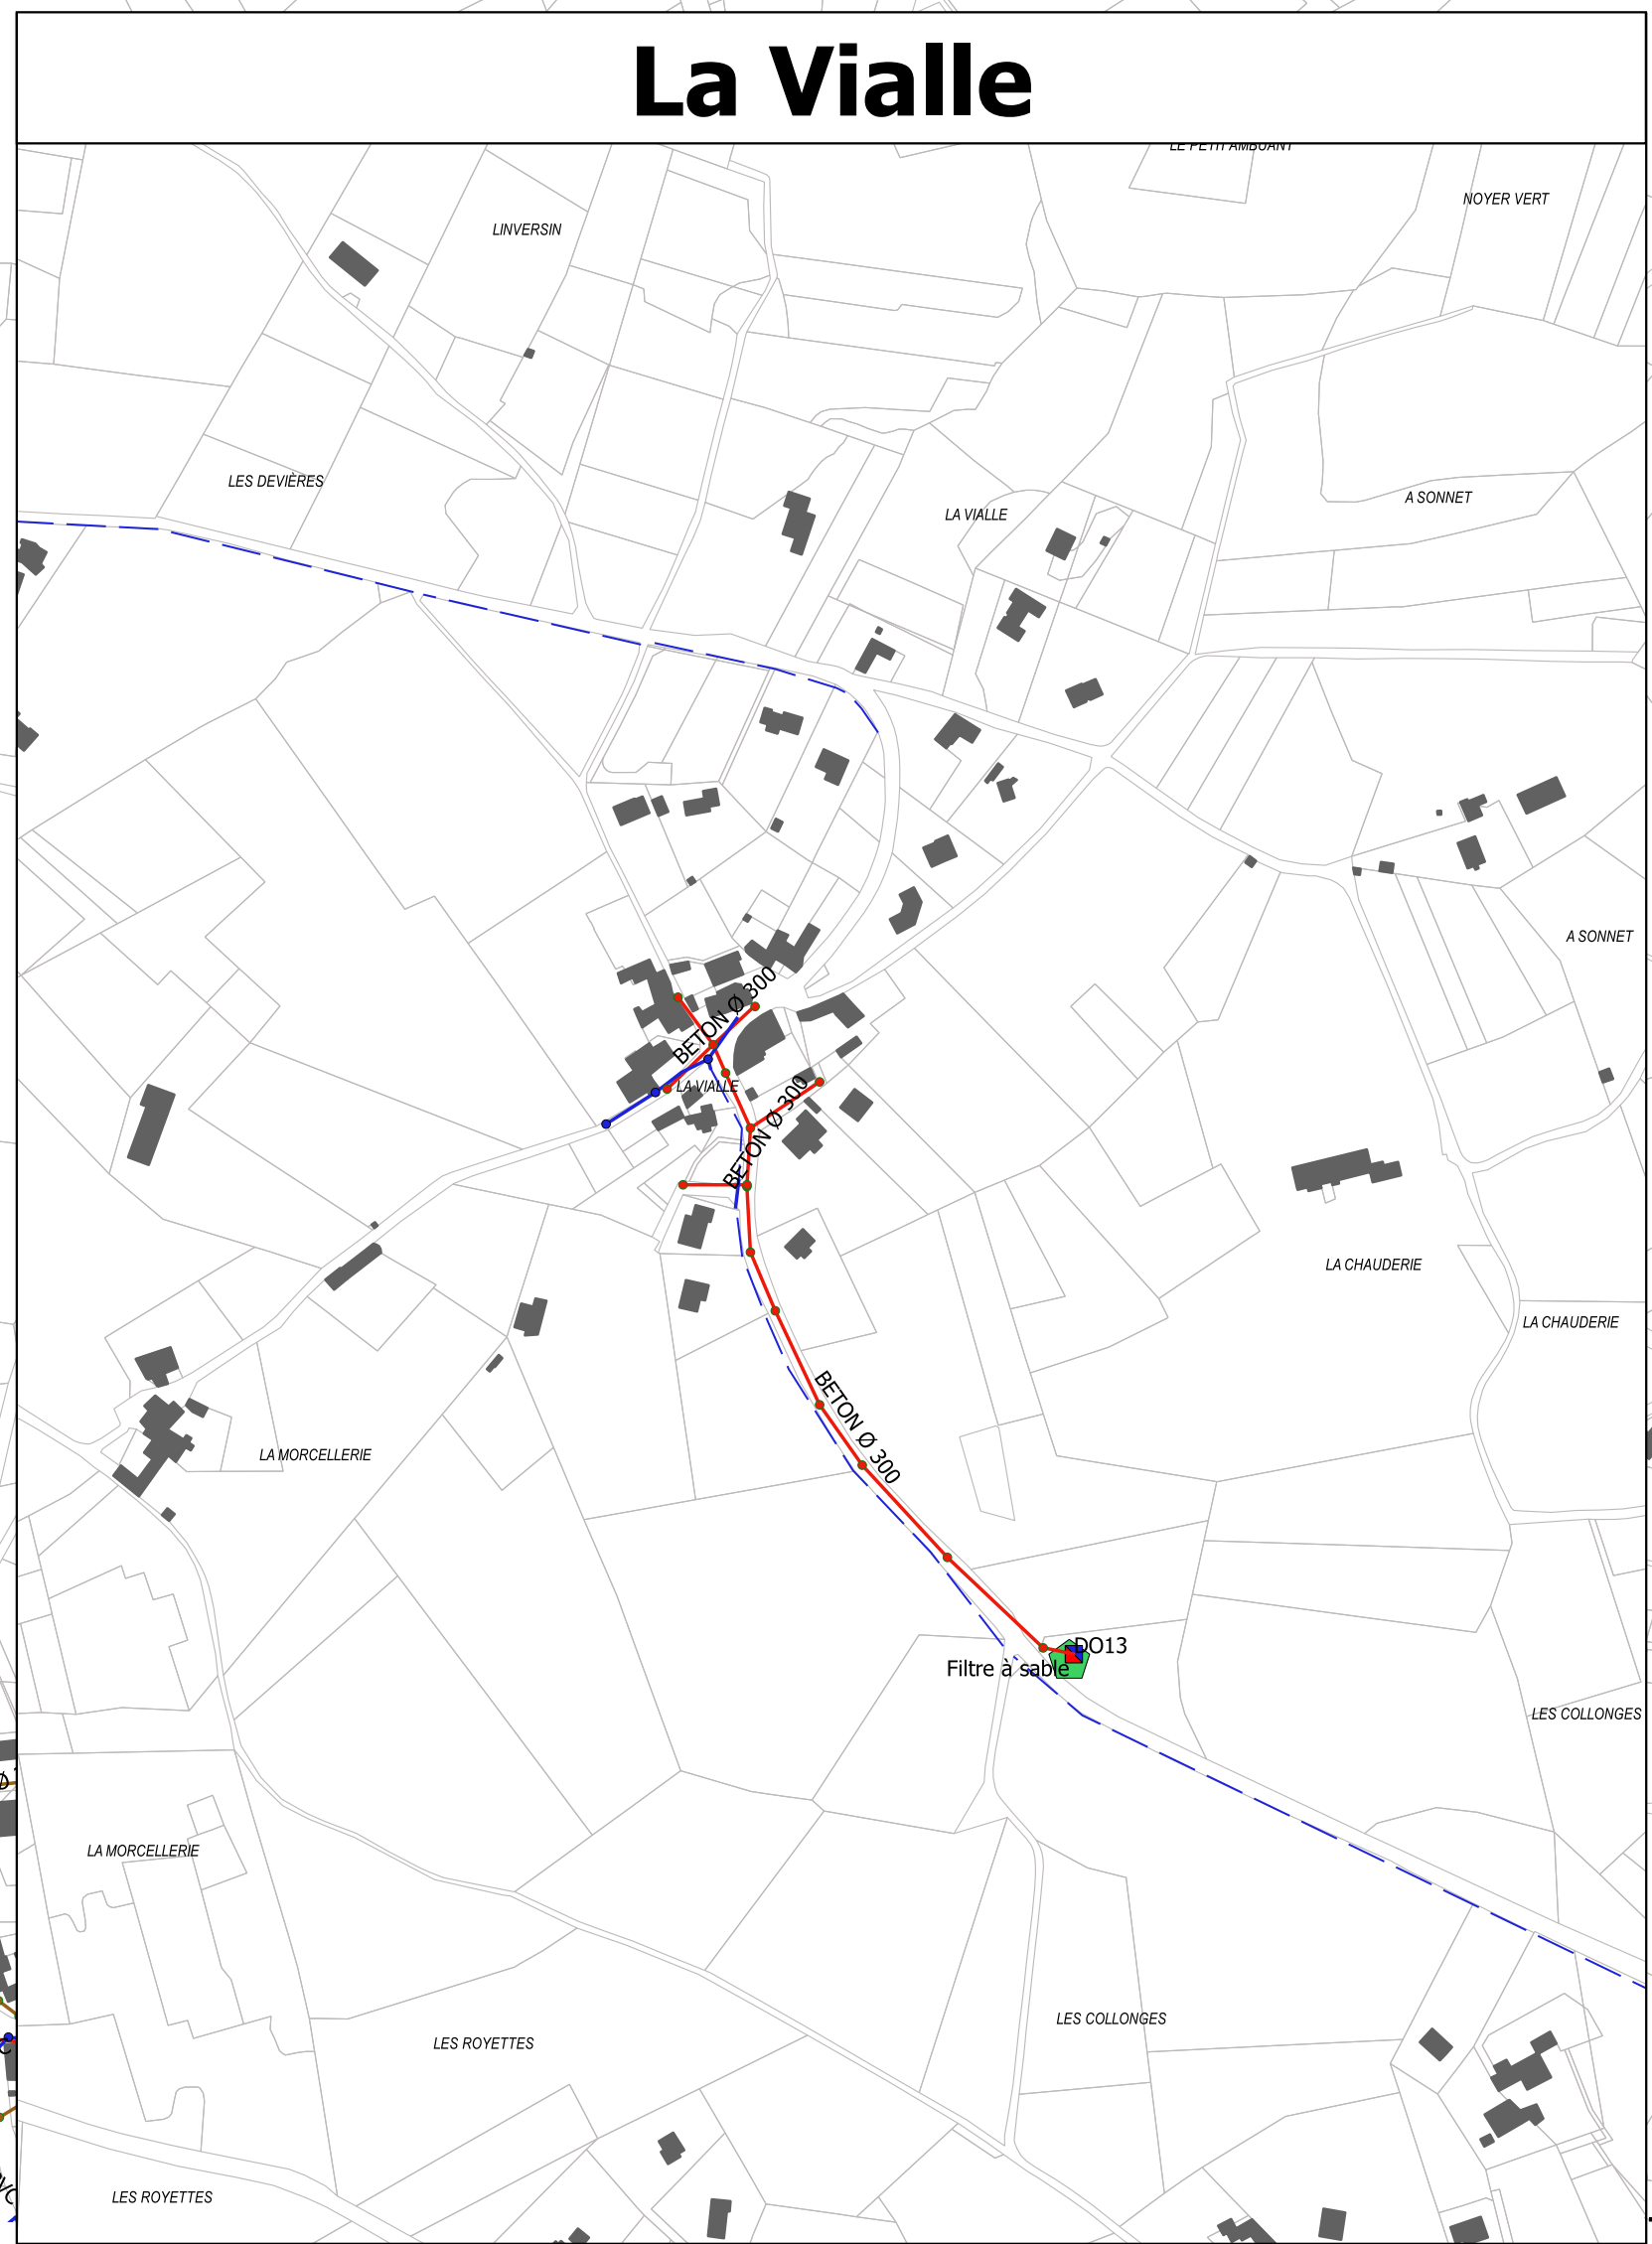 La Vialle
LE PETIT AMBUANT
NOYER VERT
LINVERSIN
LES DEVIÈRES
A SONNET
LA VIALLE
A SONNET
BETON Ø 300
LA VIALLE
BETON Ø 300
LA CHAUDERIE
LA CHAUDERIE
BETON Ø 300
LA MORCELLERIE
DO13
Filtre à sable
LES COLLONGES
LA MORCELLERIE
LES COLLONGES
LES ROYETTES
LES ROYETTES